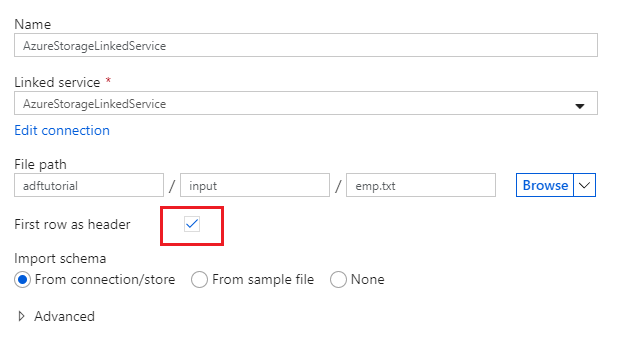 Name
AzureStorageLinkedService
Linked service *
AzureStorageLinkedService
Edit connection
File path
adftutorial / input / emp.txt Browse
First row as header
Import schema
From connection/store From sample file None
Advanced